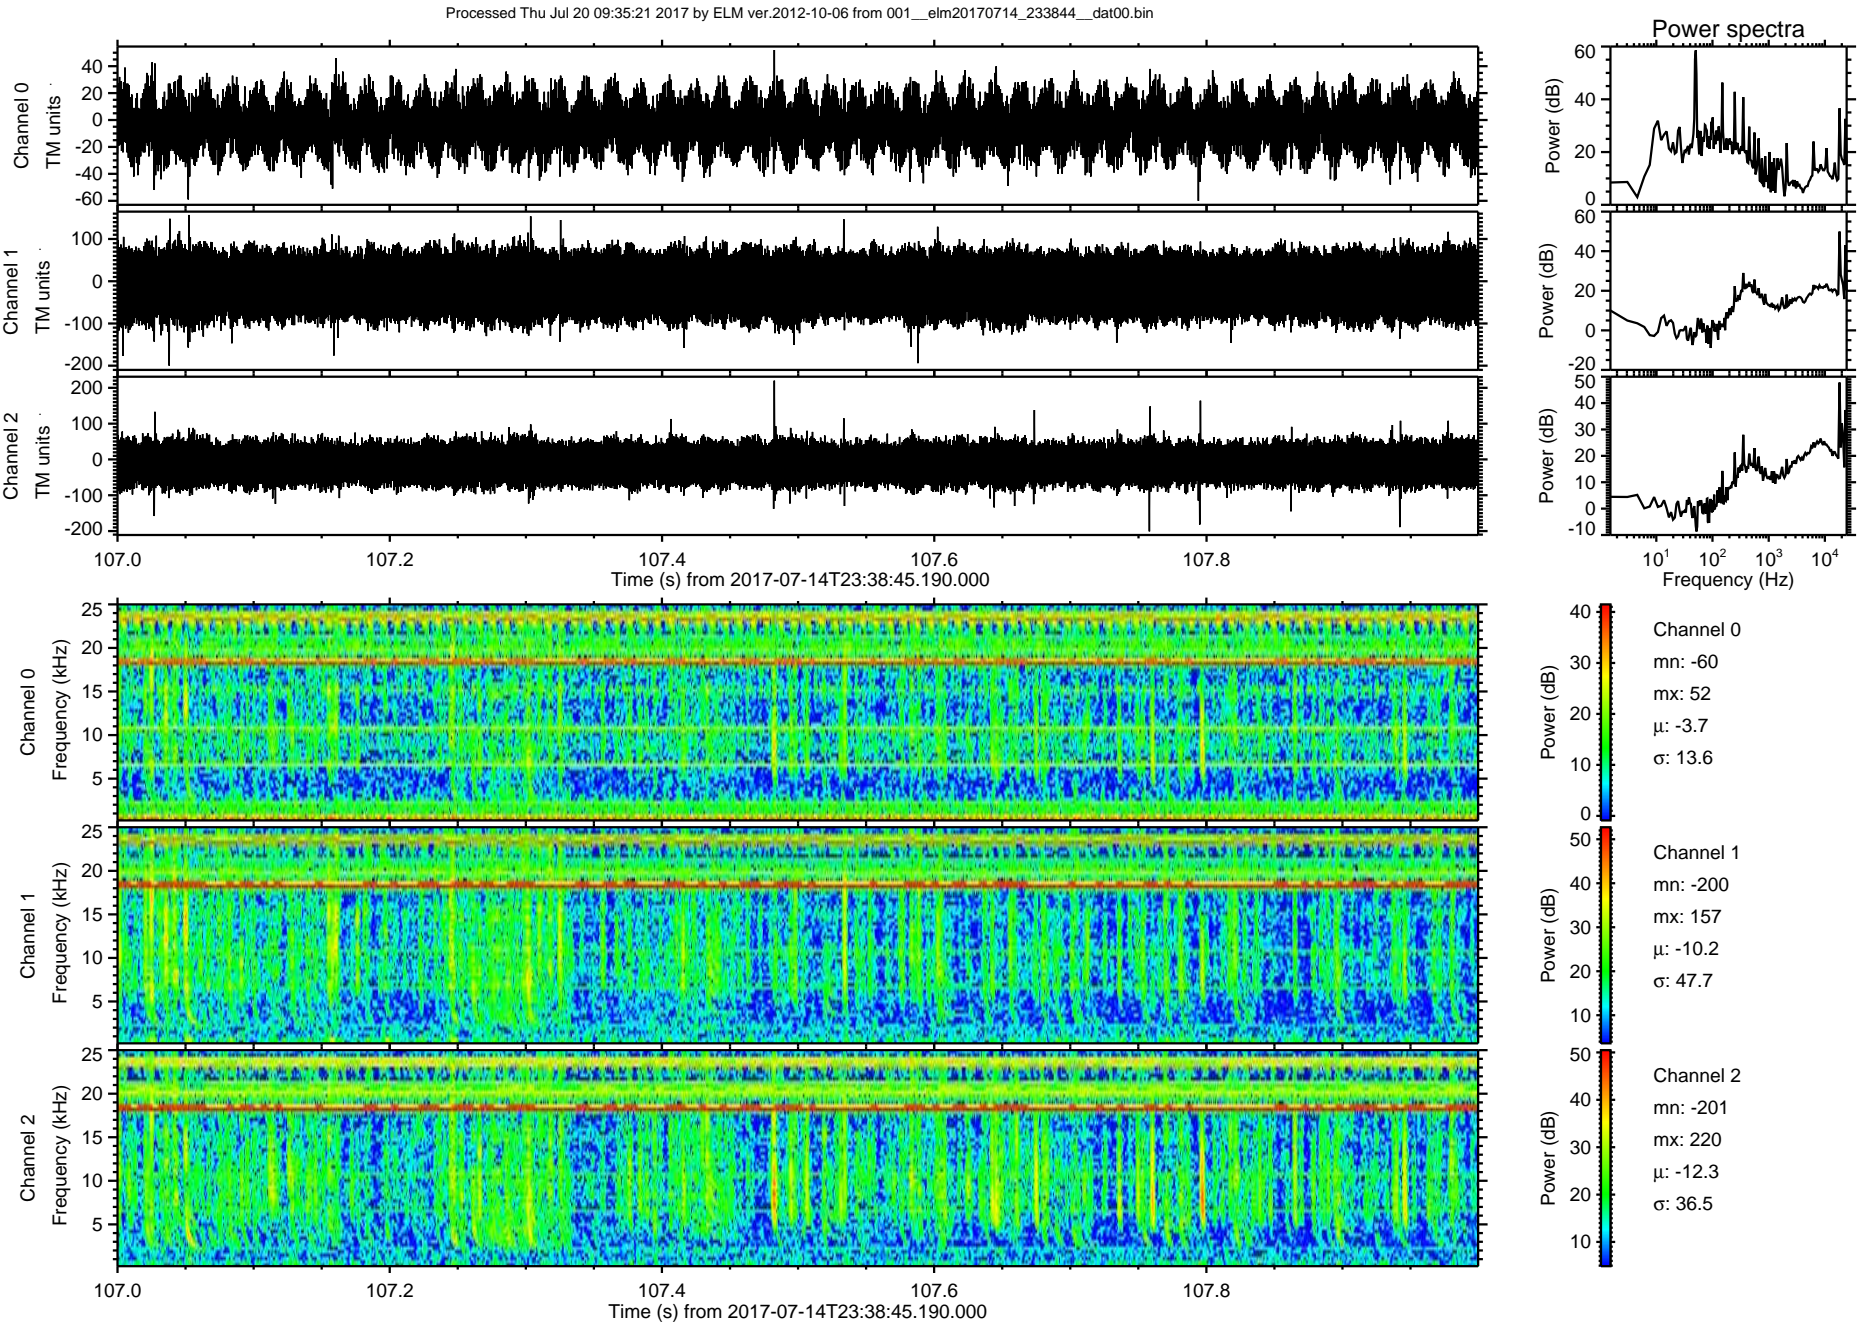 Processed Thu Jul 20 09:35:21 2017 by ELM ver.2012-10-06 from 001__elm20170714_233844__dat00.bin
Power spectra
Channel 0
TM units
40
20
0
-20
-40
-60
Power (dB)
60
40
20
0
Channel 1
TM units
100
0
-100
-200
Power (dB)
60
40
20
0
-20
Channel 2
TM units
200
100
0
-100
-200
Power (dB)
50
40
30
20
10
0
-10
107.0 107.2 107.4 107.6 107.8
Time (s) from 2017-07-14T23:38:45.190.000
10¹ 10² 10³ 10⁴
Frequency (Hz)
Channel 0
Frequency (kHz)
25
20
15
10
5
Power (dB)
40
30
20
10
0
Channel 0
mn: -60
mx: 52
μ: -3.7
σ: 13.6
Channel 1
Frequency (kHz)
25
20
15
10
5
Power (dB)
50
40
30
20
10
Channel 1
mn: -200
mx: 157
μ: -10.2
σ: 47.7
Channel 2
Frequency (kHz)
25
20
15
10
5
Power (dB)
50
40
30
20
10
Channel 2
mn: -201
mx: 220
μ: -12.3
σ: 36.5
107.0 107.2 107.4 107.6 107.8
Time (s) from 2017-07-14T23:38:45.190.000